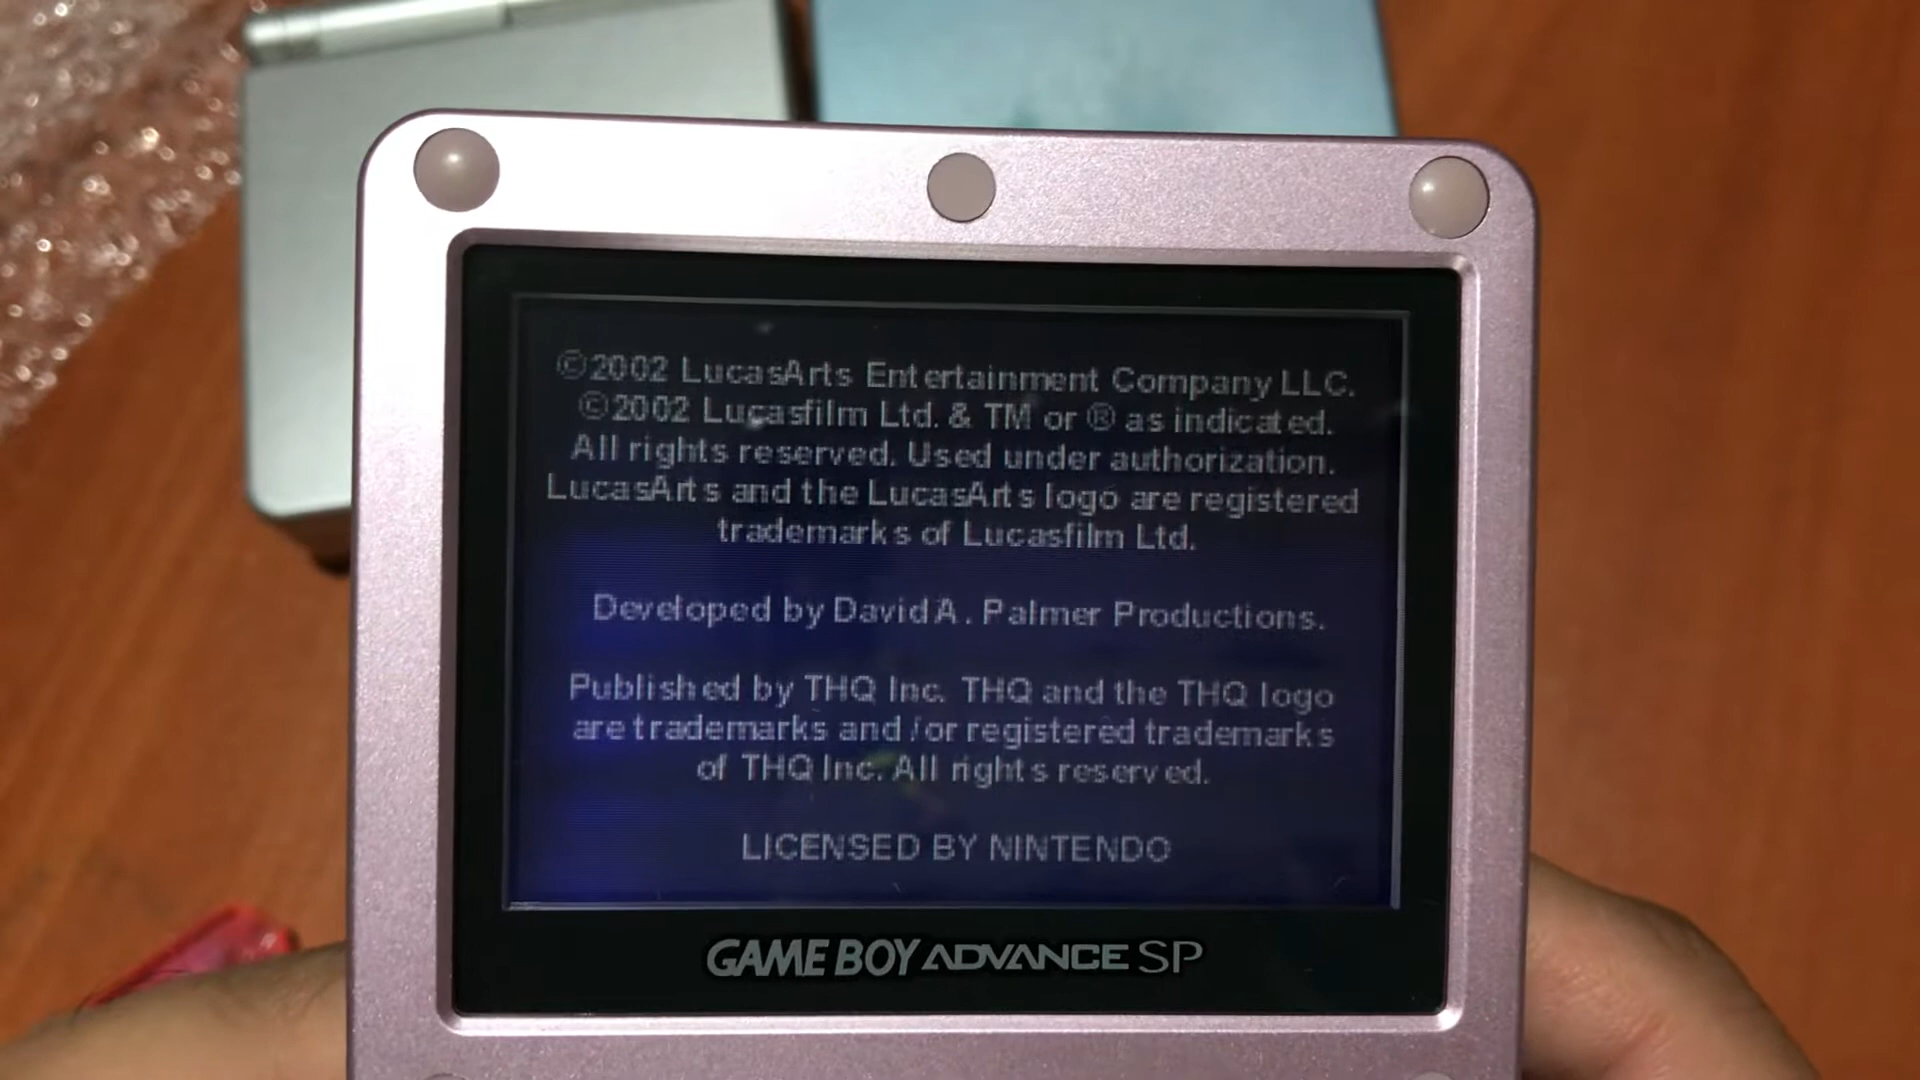 ©2002 LucasArts Entertainment Company LLC.
©2002 Lucasfilm Ltd. & TM or ® as indicated.
All rights reserved. Used under authorization.
LucasArts and the LucasArts logo are registered
trademarks of Lucasfilm Ltd.
Developed by David A. Palmer Productions.
Published by THQ Inc. THQ and the THQ logo
are trademarks and/or registered trademarks
of THQ Inc. All rights reserved.
LICENSED BY NINTENDO
GAME BOY ADVANCE SP